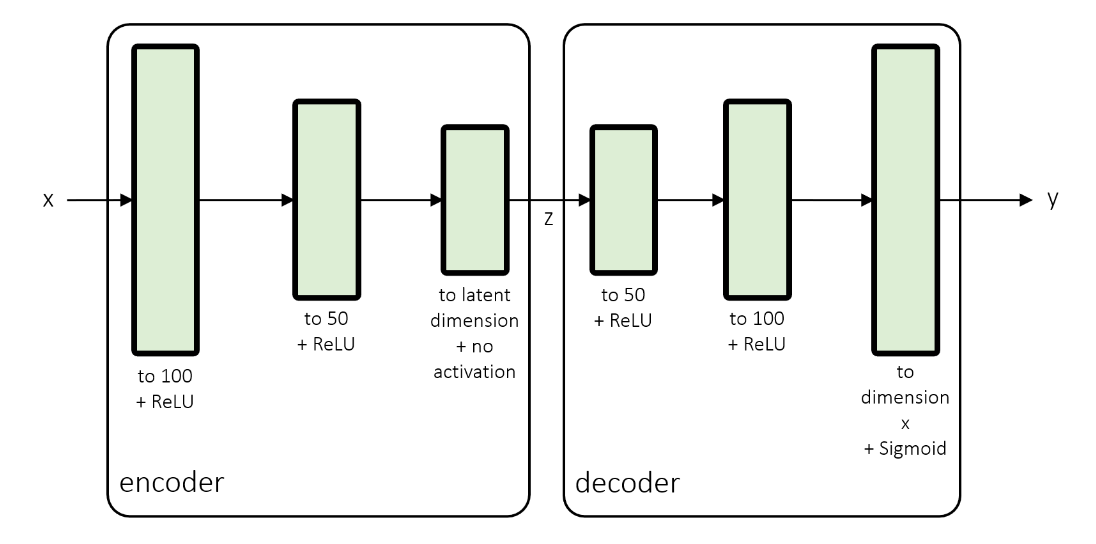 x
to 100
+ ReLU
to 50
+ ReLU
to latent
dimension
+ no
activation
encoder
z
to 50
+ ReLU
to 100
+ ReLU
to
dimension
x
+ Sigmoid
decoder
y